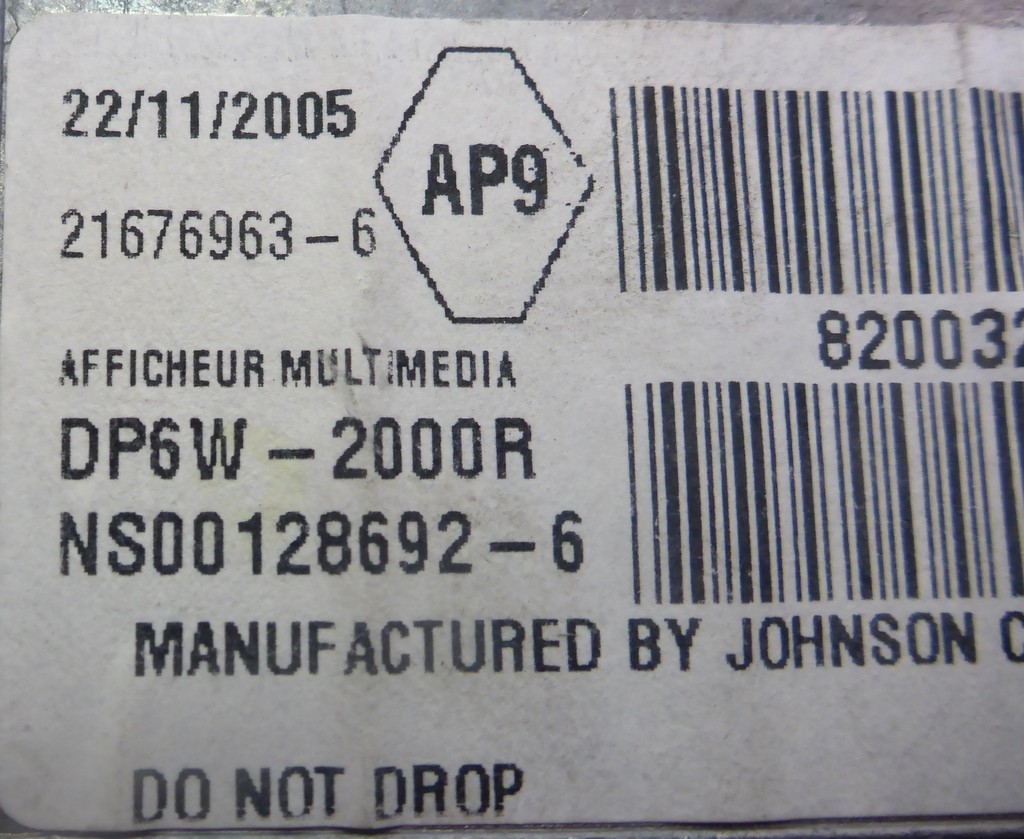 22/11/2005
AP9
21676963-6
AFFICHEUR MULTIMEDIA
DP6W-2000R
NS00128692-6
820032
MANUFACTURED BY JOHNSON C
DO NOT DROP